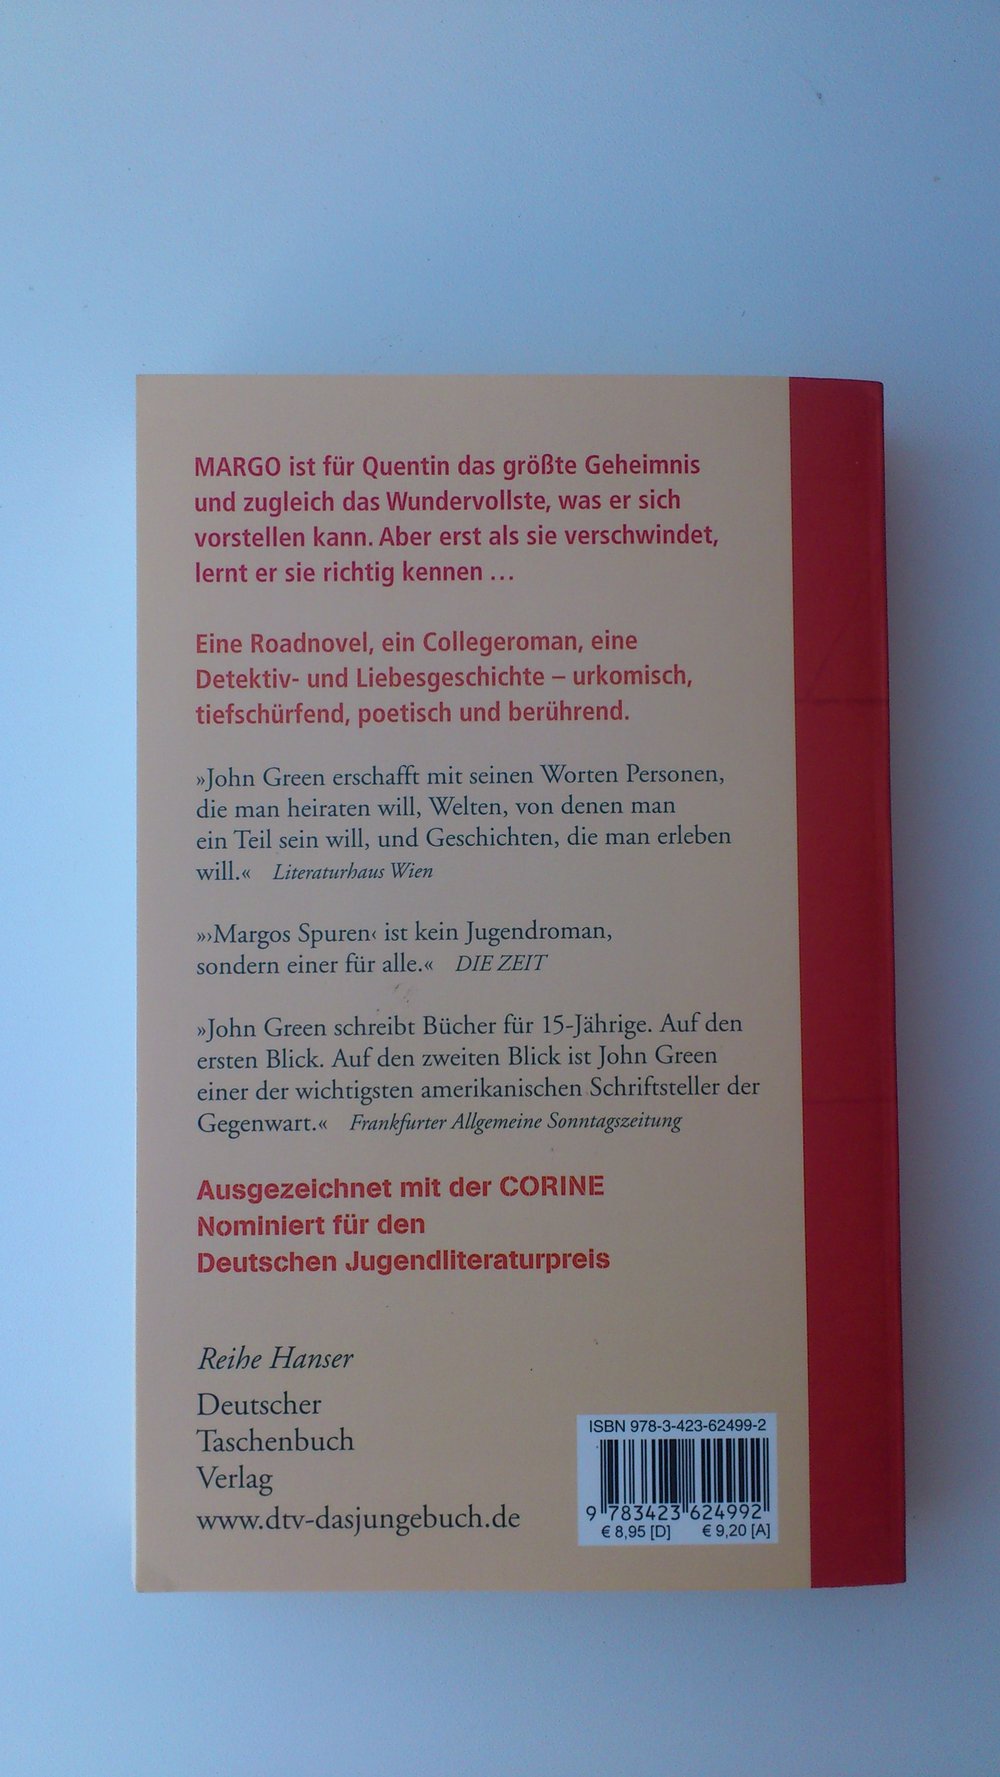 MARGO ist für Quentin das größte Geheimnis
und zugleich das Wundervollste, was er sich
vorstellen kann. Aber erst als sie verschwindet,
lernt er sie richtig kennen …
Eine Roadnovel, ein Collegeroman, eine
Detektiv- und Liebesgeschichte – urkomisch,
tiefschürfend, poetisch und berührend.
»John Green erschafft mit seinen Worten Personen,
die man heiraten will, Welten, von denen man
ein Teil sein will, und Geschichten, die man erleben
will.« Literaturhaus Wien
»›Margos Spuren‹ ist kein Jugendroman,
sondern einer für alle.« DIE ZEIT
»John Green schreibt Bücher für 15-Jährige. Auf den
ersten Blick. Auf den zweiten Blick ist John Green
einer der wichtigsten amerikanischen Schriftsteller der
Gegenwart.« Frankfurter Allgemeine Sonntagszeitung
Ausgezeichnet mit der CORINE
Nominiert für den
Deutschen Jugendliteraturpreis
Reihe Hanser
Deutscher
Taschenbuch
Verlag
www.dtv-dasjungebuch.de
ISBN 978-3-423-62499-2
9 783423 624992
€ 8,95 [D] € 9,20 [A]